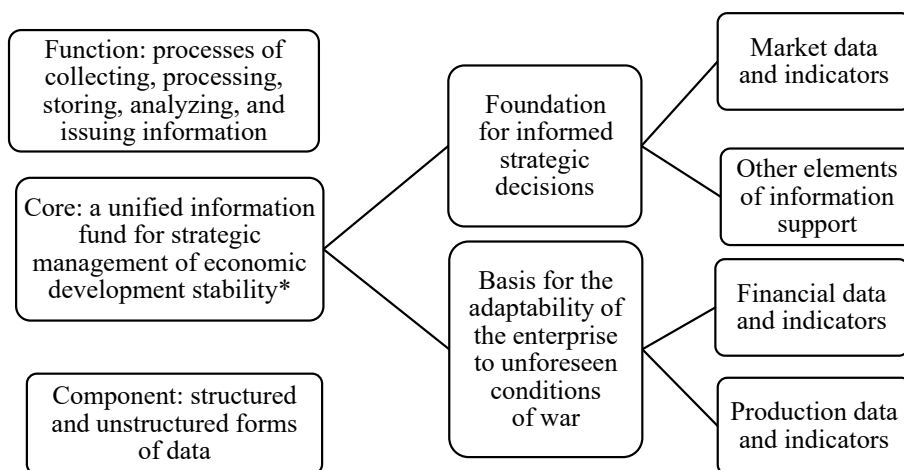 Function: processes of
collecting, processing,
storing, analyzing, and
issuing information
Core: a unified information
fund for strategic
management of economic
development stability*
Component: structured
and unstructured forms
of data
Foundation
for informed
strategic
decisions
Basis for the
adaptability of
the enterprise
to unforeseen
conditions
of war
Market data
and indicators
Other elements
of information
support
Financial data
and indicators
Production data
and indicators